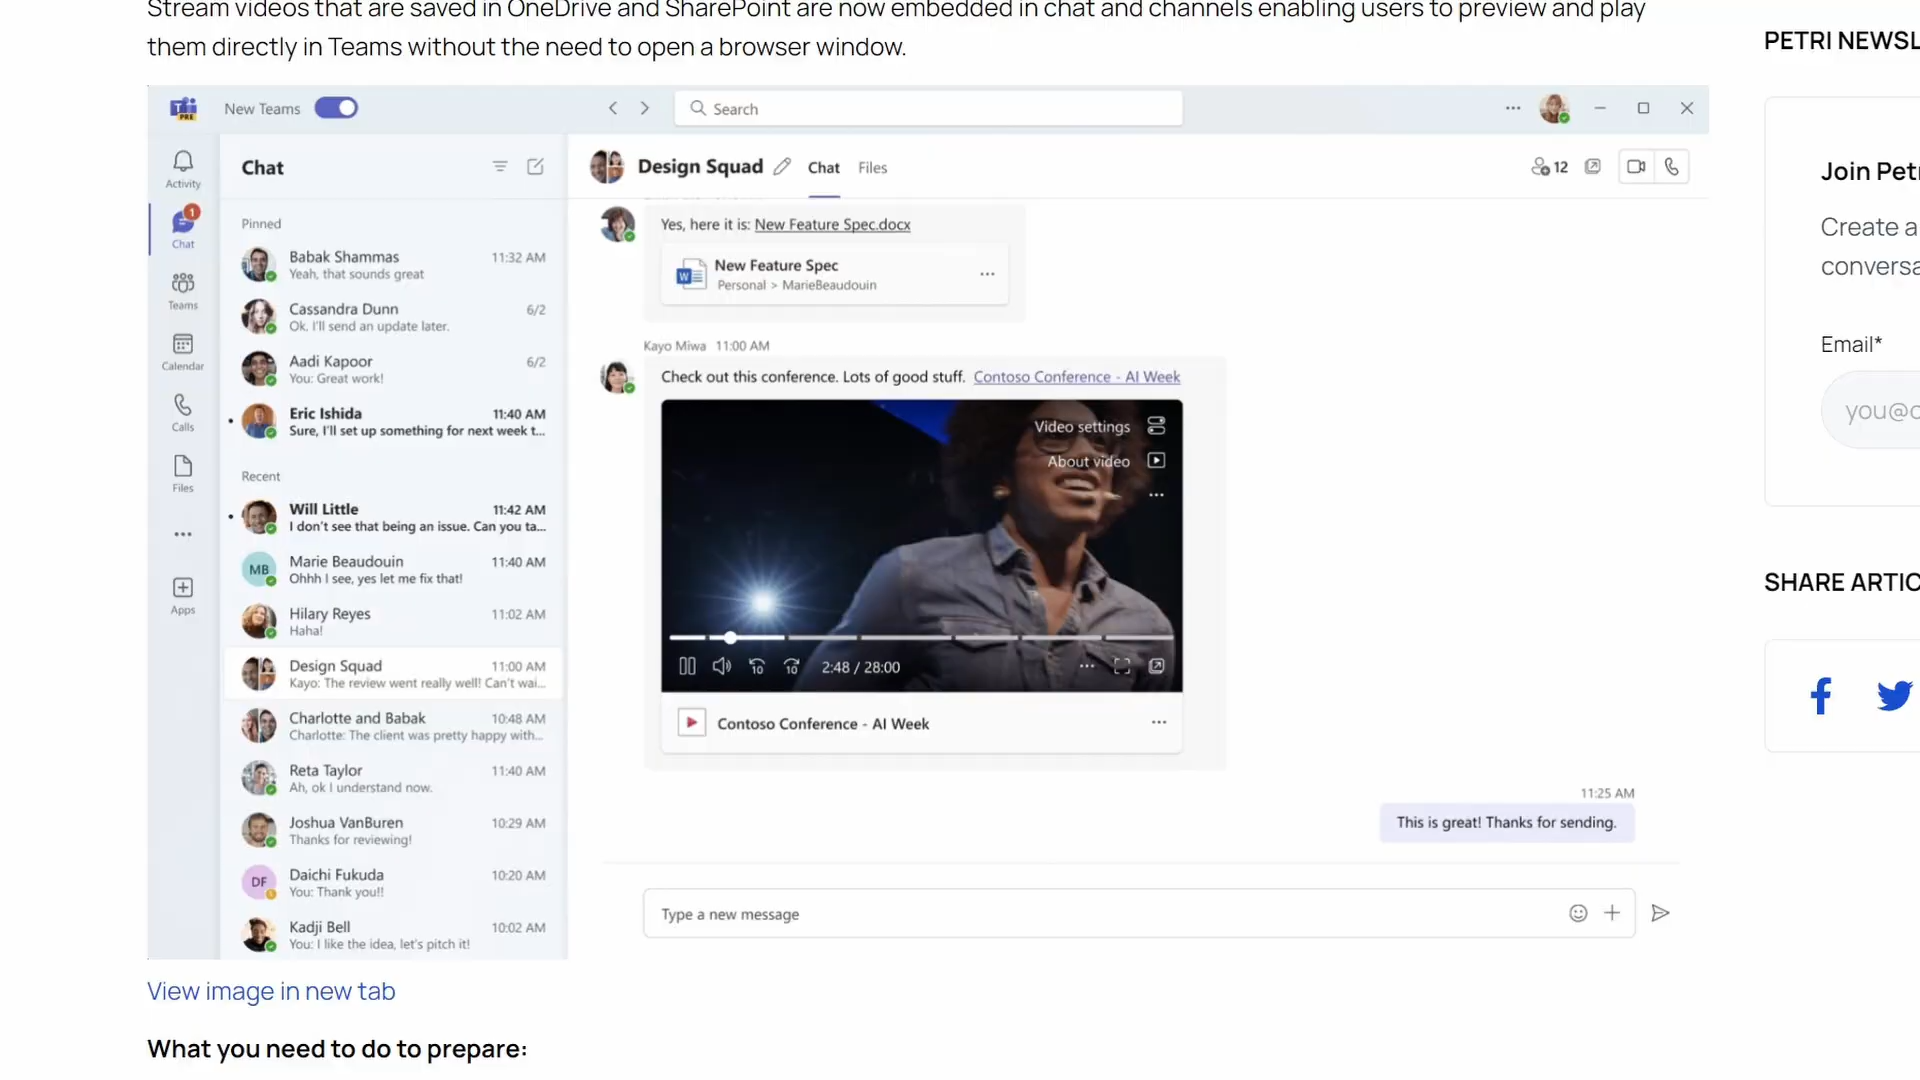 Stream videos that are saved in OneDrive and SharePoint are now embedded in chat and channels enabling users to preview and play
them directly in Teams without the need to open a browser window.
PETRI NEWSL
New Teams
Search
Activity
1
Chat
Teams
Calendar
Calls
Files
Apps
Chat
Pinned
Babak Shammas 11:32 AM
Yeah, that sounds great
Cassandra Dunn 6/2
Ok. I'll send an update later.
Aadi Kapoor 6/2
You: Great work!
Eric Ishida 11:40 AM
Sure, I'll set up something for next week t...
Recent
Will Little 11:42 AM
I don't see that being an issue. Can you ta...
MB
Marie Beaudouin 11:40 AM
Ohhh I see, yes let me fix that!
Hilary Reyes 11:02 AM
Haha!
Design Squad 11:00 AM
Kayo: The review went really well! Can't wai...
Charlotte and Babak 10:48 AM
Charlotte: The client was pretty happy with...
Reta Taylor 11:40 AM
Ah, ok I understand now.
Joshua VanBuren 10:29 AM
Thanks for reviewing!
DF
Daichi Fukuda 10:20 AM
You: Thank you!!
Kadji Bell 10:02 AM
You: I like the idea, let's pitch it!
Design Squad Chat Files 12
Yes, here it is: New Feature Spec.docx
New Feature Spec
Personal > MarieBeaudouin
Kayo Miwa 11:00 AM
Check out this conference. Lots of good stuff. Contoso Conference - AI Week
Video settings
About video
10 10 2:48 / 28:00
Contoso Conference - AI Week
11:25 AM
This is great! Thanks for sending.
Type a new message
Join Petr
Create a
conversa
Email*
you@c
SHARE ARTIC
View image in new tab
What you need to do to prepare: